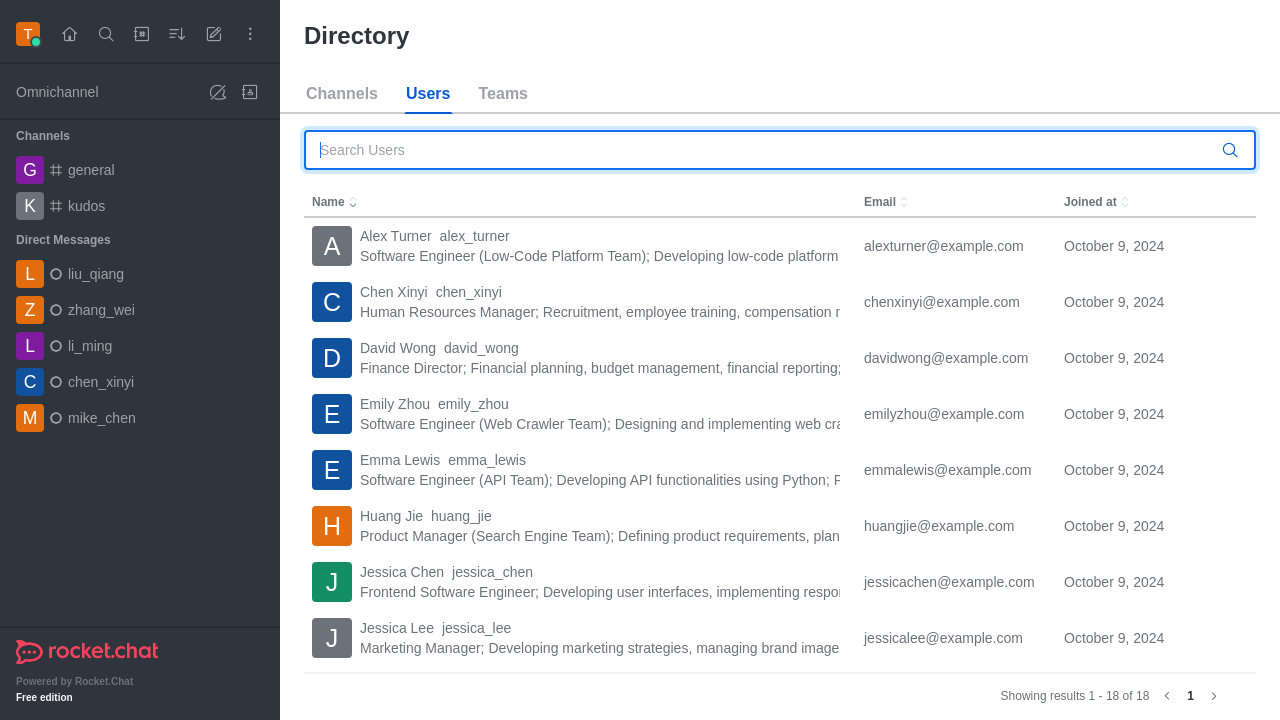 T
Directory
Omnichannel
Channels
G general
K kudos
Direct Messages
L liu_qiang
Z zhang_wei
L li_ming
C chen_xinyi
M mike_chen
rocket.chat
Powered by Rocket.Chat
Free edition
Channels Users Teams
Search Users
Name Email Joined at
A Alex Turner alex_turner
Software Engineer (Low-Code Platform Team); Developing low-code platform
alexturner@example.com October 9, 2024
C Chen Xinyi chen_xinyi
Human Resources Manager; Recruitment, employee training, compensation
chenxinyi@example.com October 9, 2024
D David Wong david_wong
Finance Director; Financial planning, budget management, financial reporting;
davidwong@example.com October 9, 2024
E Emily Zhou emily_zhou
Software Engineer (Web Crawler Team); Designing and implementing web
emilyzhou@example.com October 9, 2024
E Emma Lewis emma_lewis
Software Engineer (API Team); Developing API functionalities using Python;
emmalewis@example.com October 9, 2024
H Huang Jie huang_jie
Product Manager (Search Engine Team); Defining product requirements, plan
huangjie@example.com October 9, 2024
J Jessica Chen jessica_chen
Frontend Software Engineer; Developing user interfaces, implementing respo
jessicachen@example.com October 9, 2024
J Jessica Lee jessica_lee
Marketing Manager; Developing marketing strategies, managing brand image
jessicalee@example.com October 9, 2024
Showing results 1 - 18 of 18 1